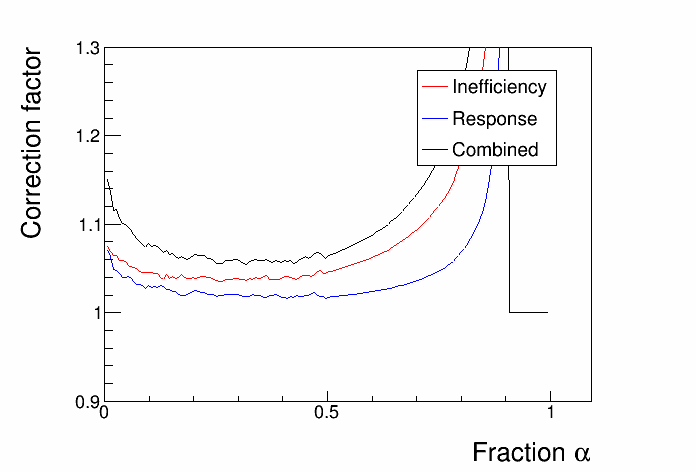 Correction factor
1.3
1.2
1.1
1
0.9
Inefficiency
Response
Combined
0
0.5
1
Fraction α